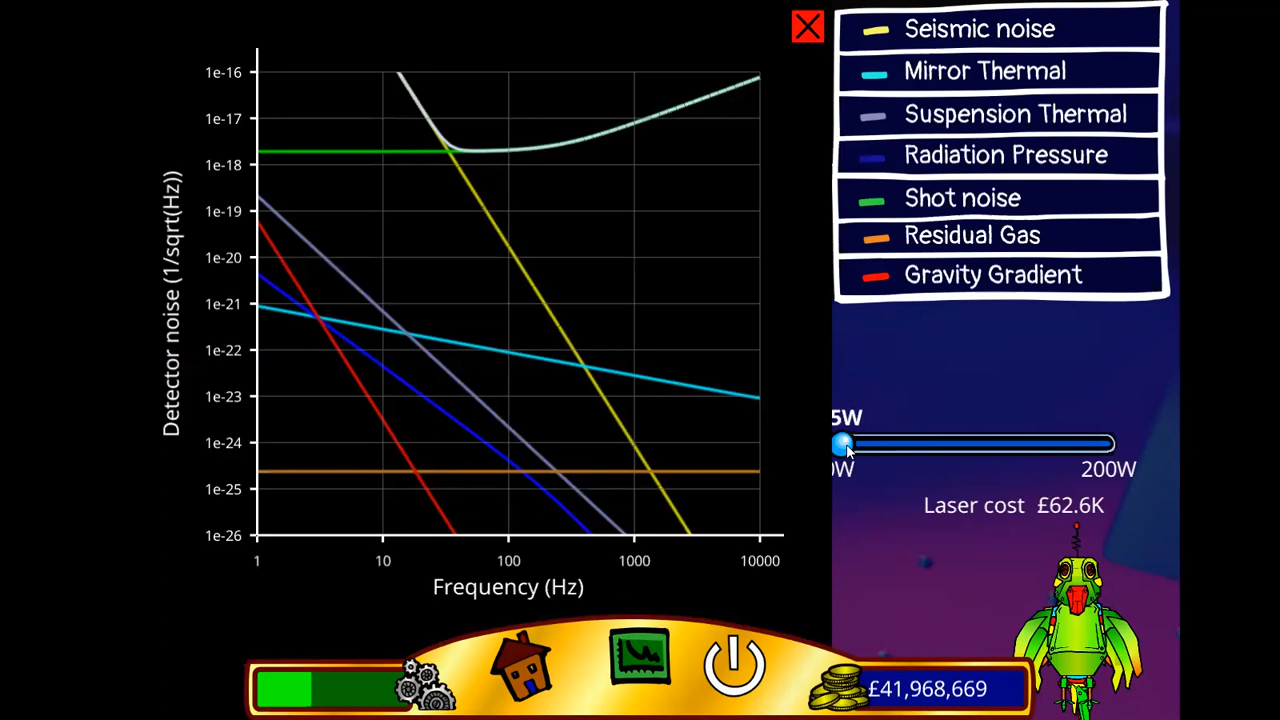 Seismic noise
Mirror Thermal
Suspension Thermal
Radiation Pressure
Shot noise
Residual Gas
Gravity Gradient
Detector noise (1/sqrt(Hz))
1e-16
1e-17
1e-18
1e-19
1e-20
1e-21
1e-22
1e-23
1e-24
1e-25
1e-26
1 10 100 1000 10000
Frequency (Hz)
5W
0W 200W
Laser cost £62.6K
£41,968,669